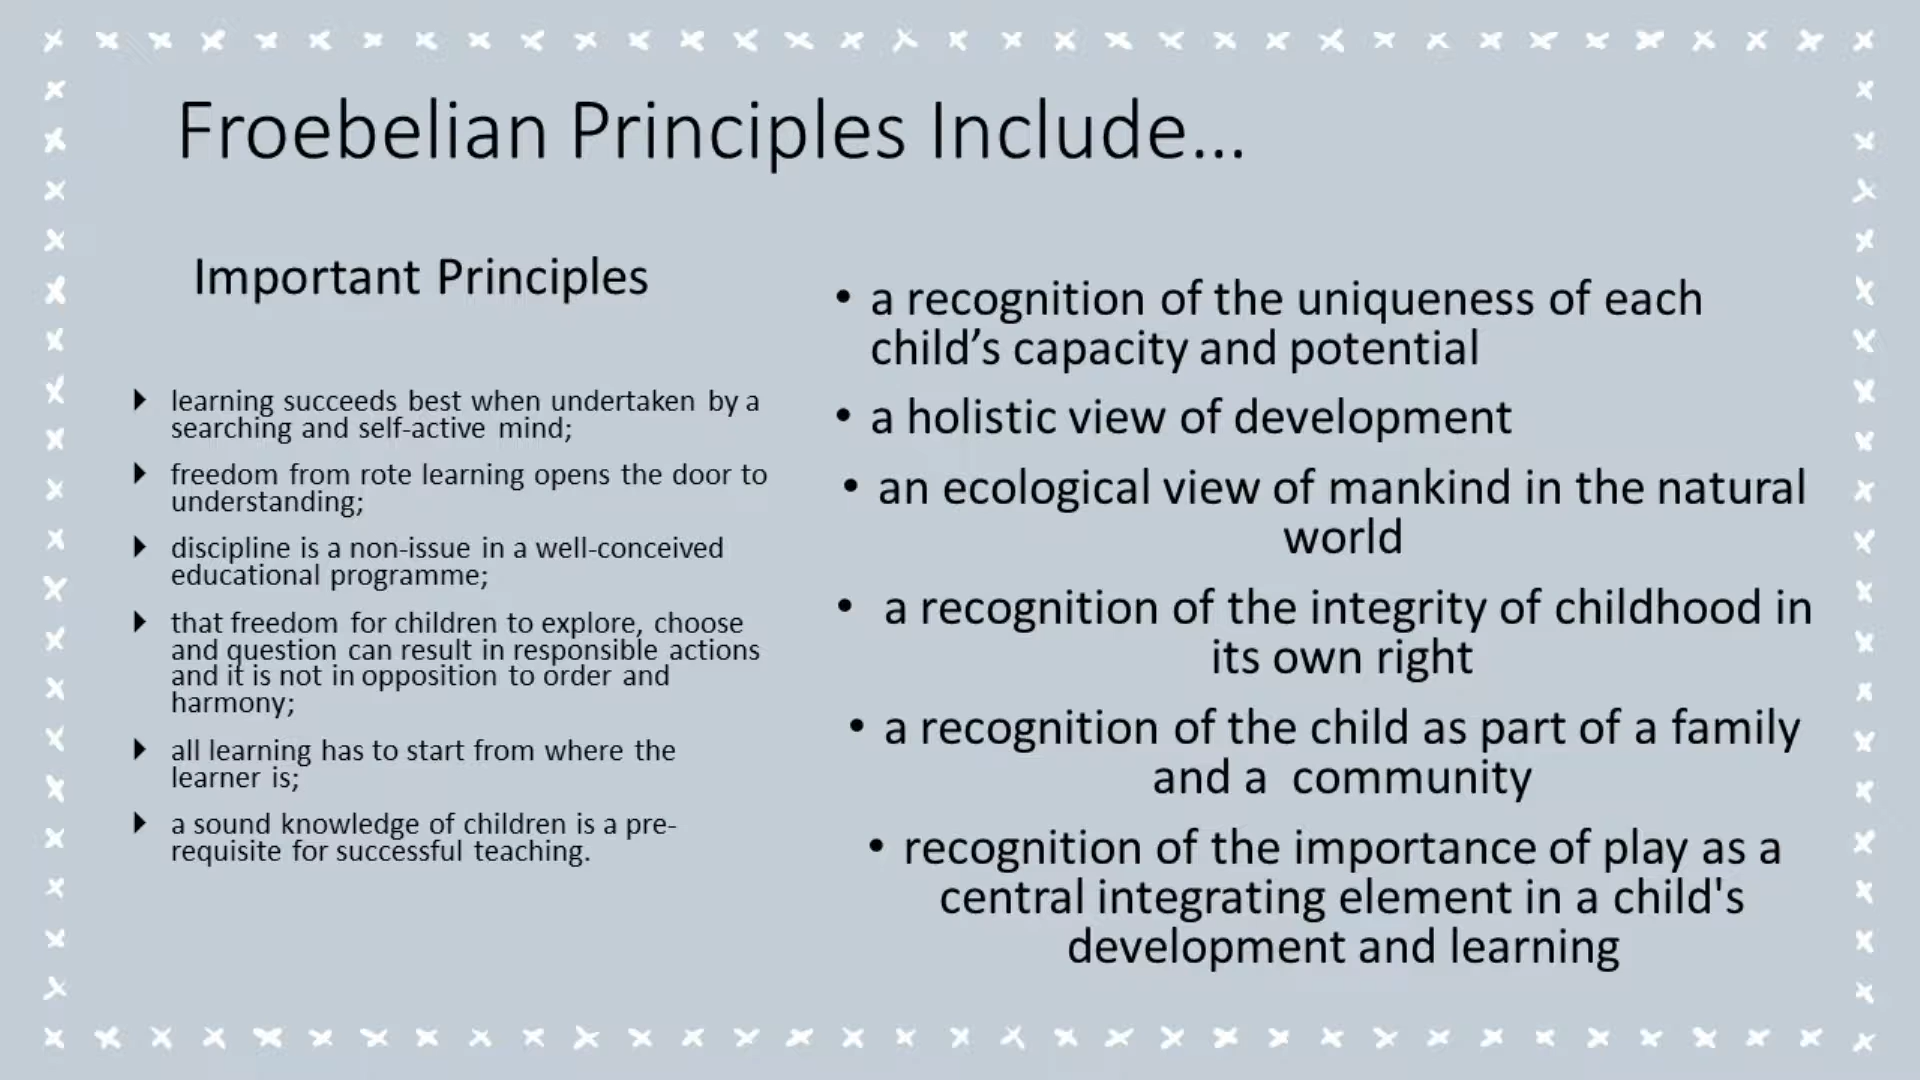 Froebelian Principles Include...
Important Principles
learning succeeds best when undertaken by a
searching and self-active mind;
freedom from rote learning opens the door to
understanding;
discipline is a non-issue in a well-conceived
educational programme;
that freedom for children to explore, choose
and question can result in responsible actions
and it is not in opposition to order and
harmony;
all learning has to start from where the
learner is;
a sound knowledge of children is a pre-
requisite for successful teaching.
• a recognition of the uniqueness of each
child’s capacity and potential
• a holistic view of development
• an ecological view of mankind in the natural
world
• a recognition of the integrity of childhood in
its own right
• a recognition of the child as part of a family
and a community
• recognition of the importance of play as a
central integrating element in a child's
development and learning